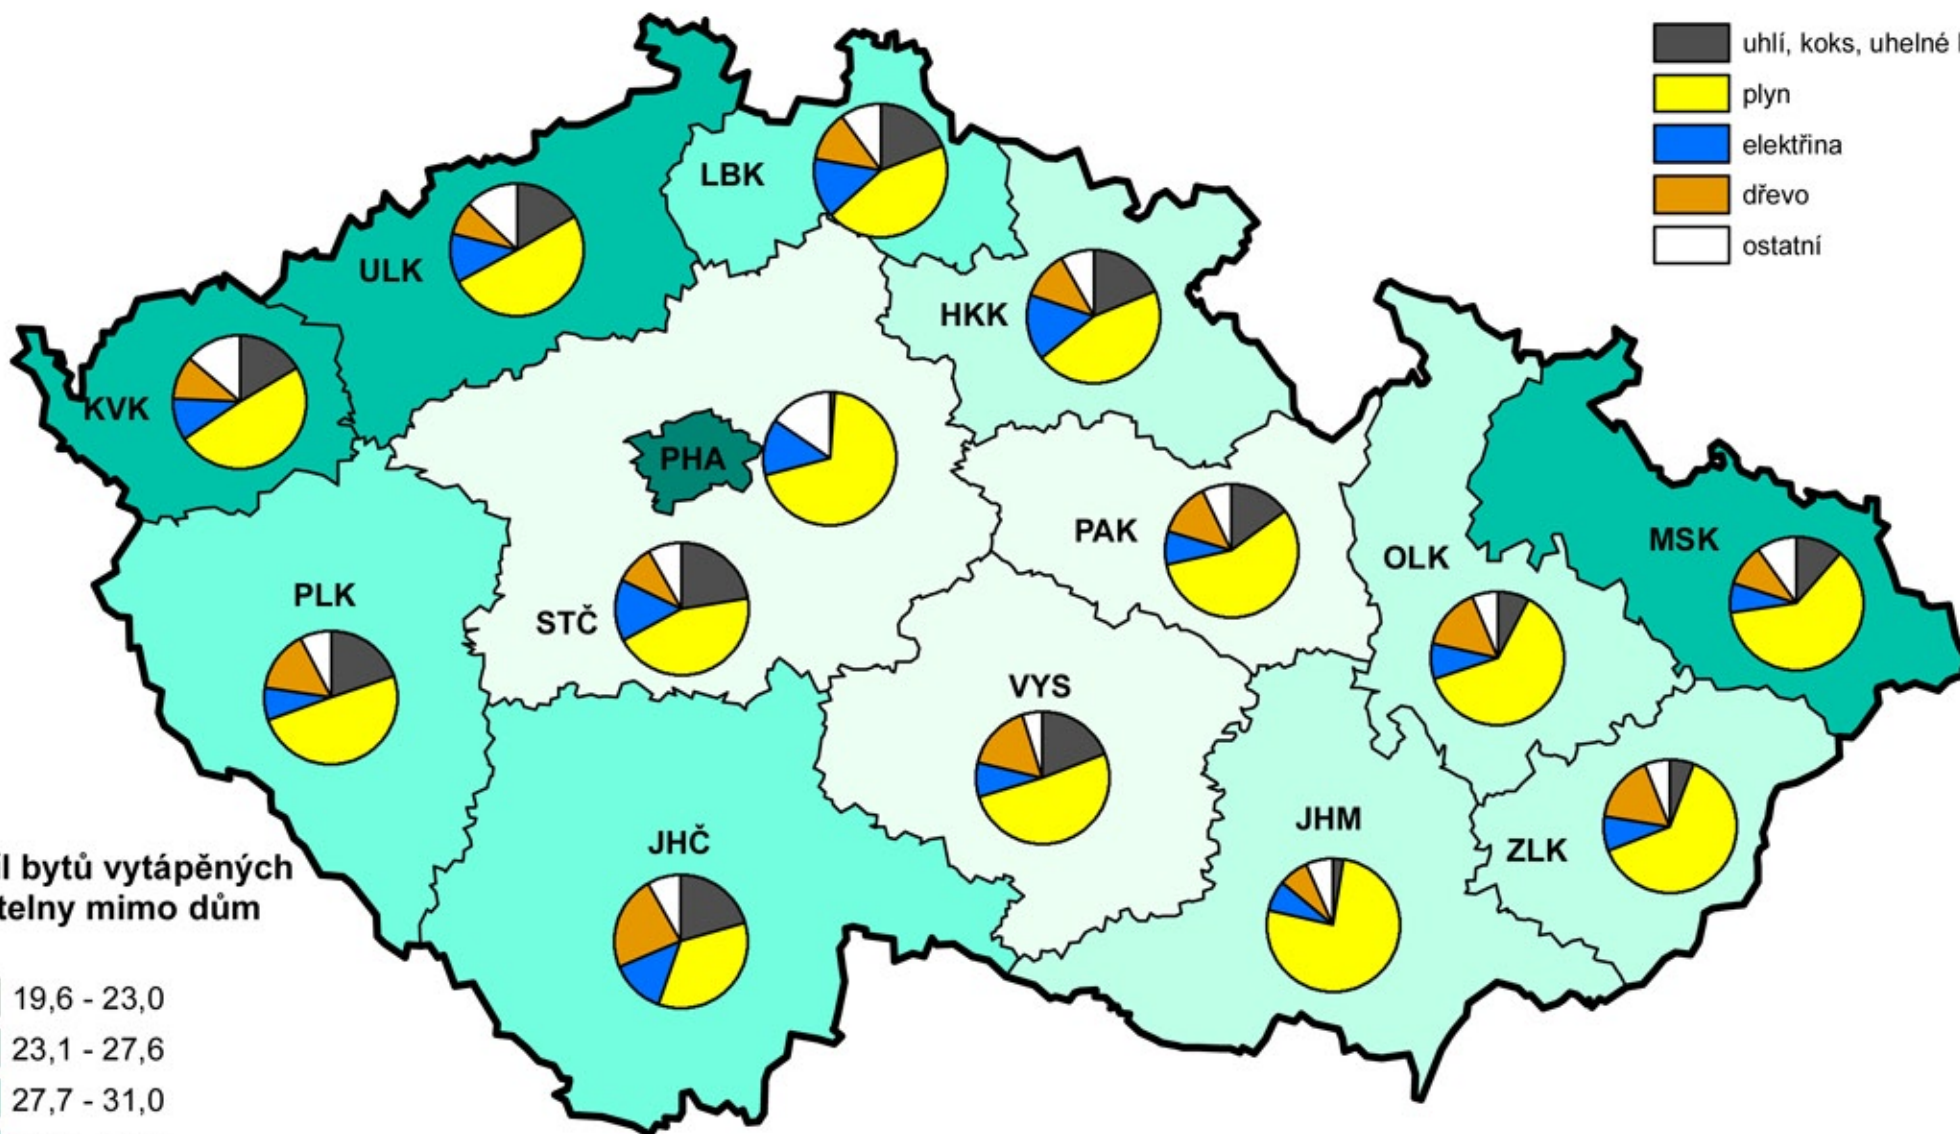 uhlí, koks, uhelné
plyn
elektřina
dřevo
ostatní
LBK
ULK
HKK
KVK
PHA
PAK
MSK
OLK
PLK
STČ
VYS
JHČ
JHM
ZLK
bytů vytápěných
mimo dům
19,6 - 23,0
23,1 - 27,6
27,7 - 31,0